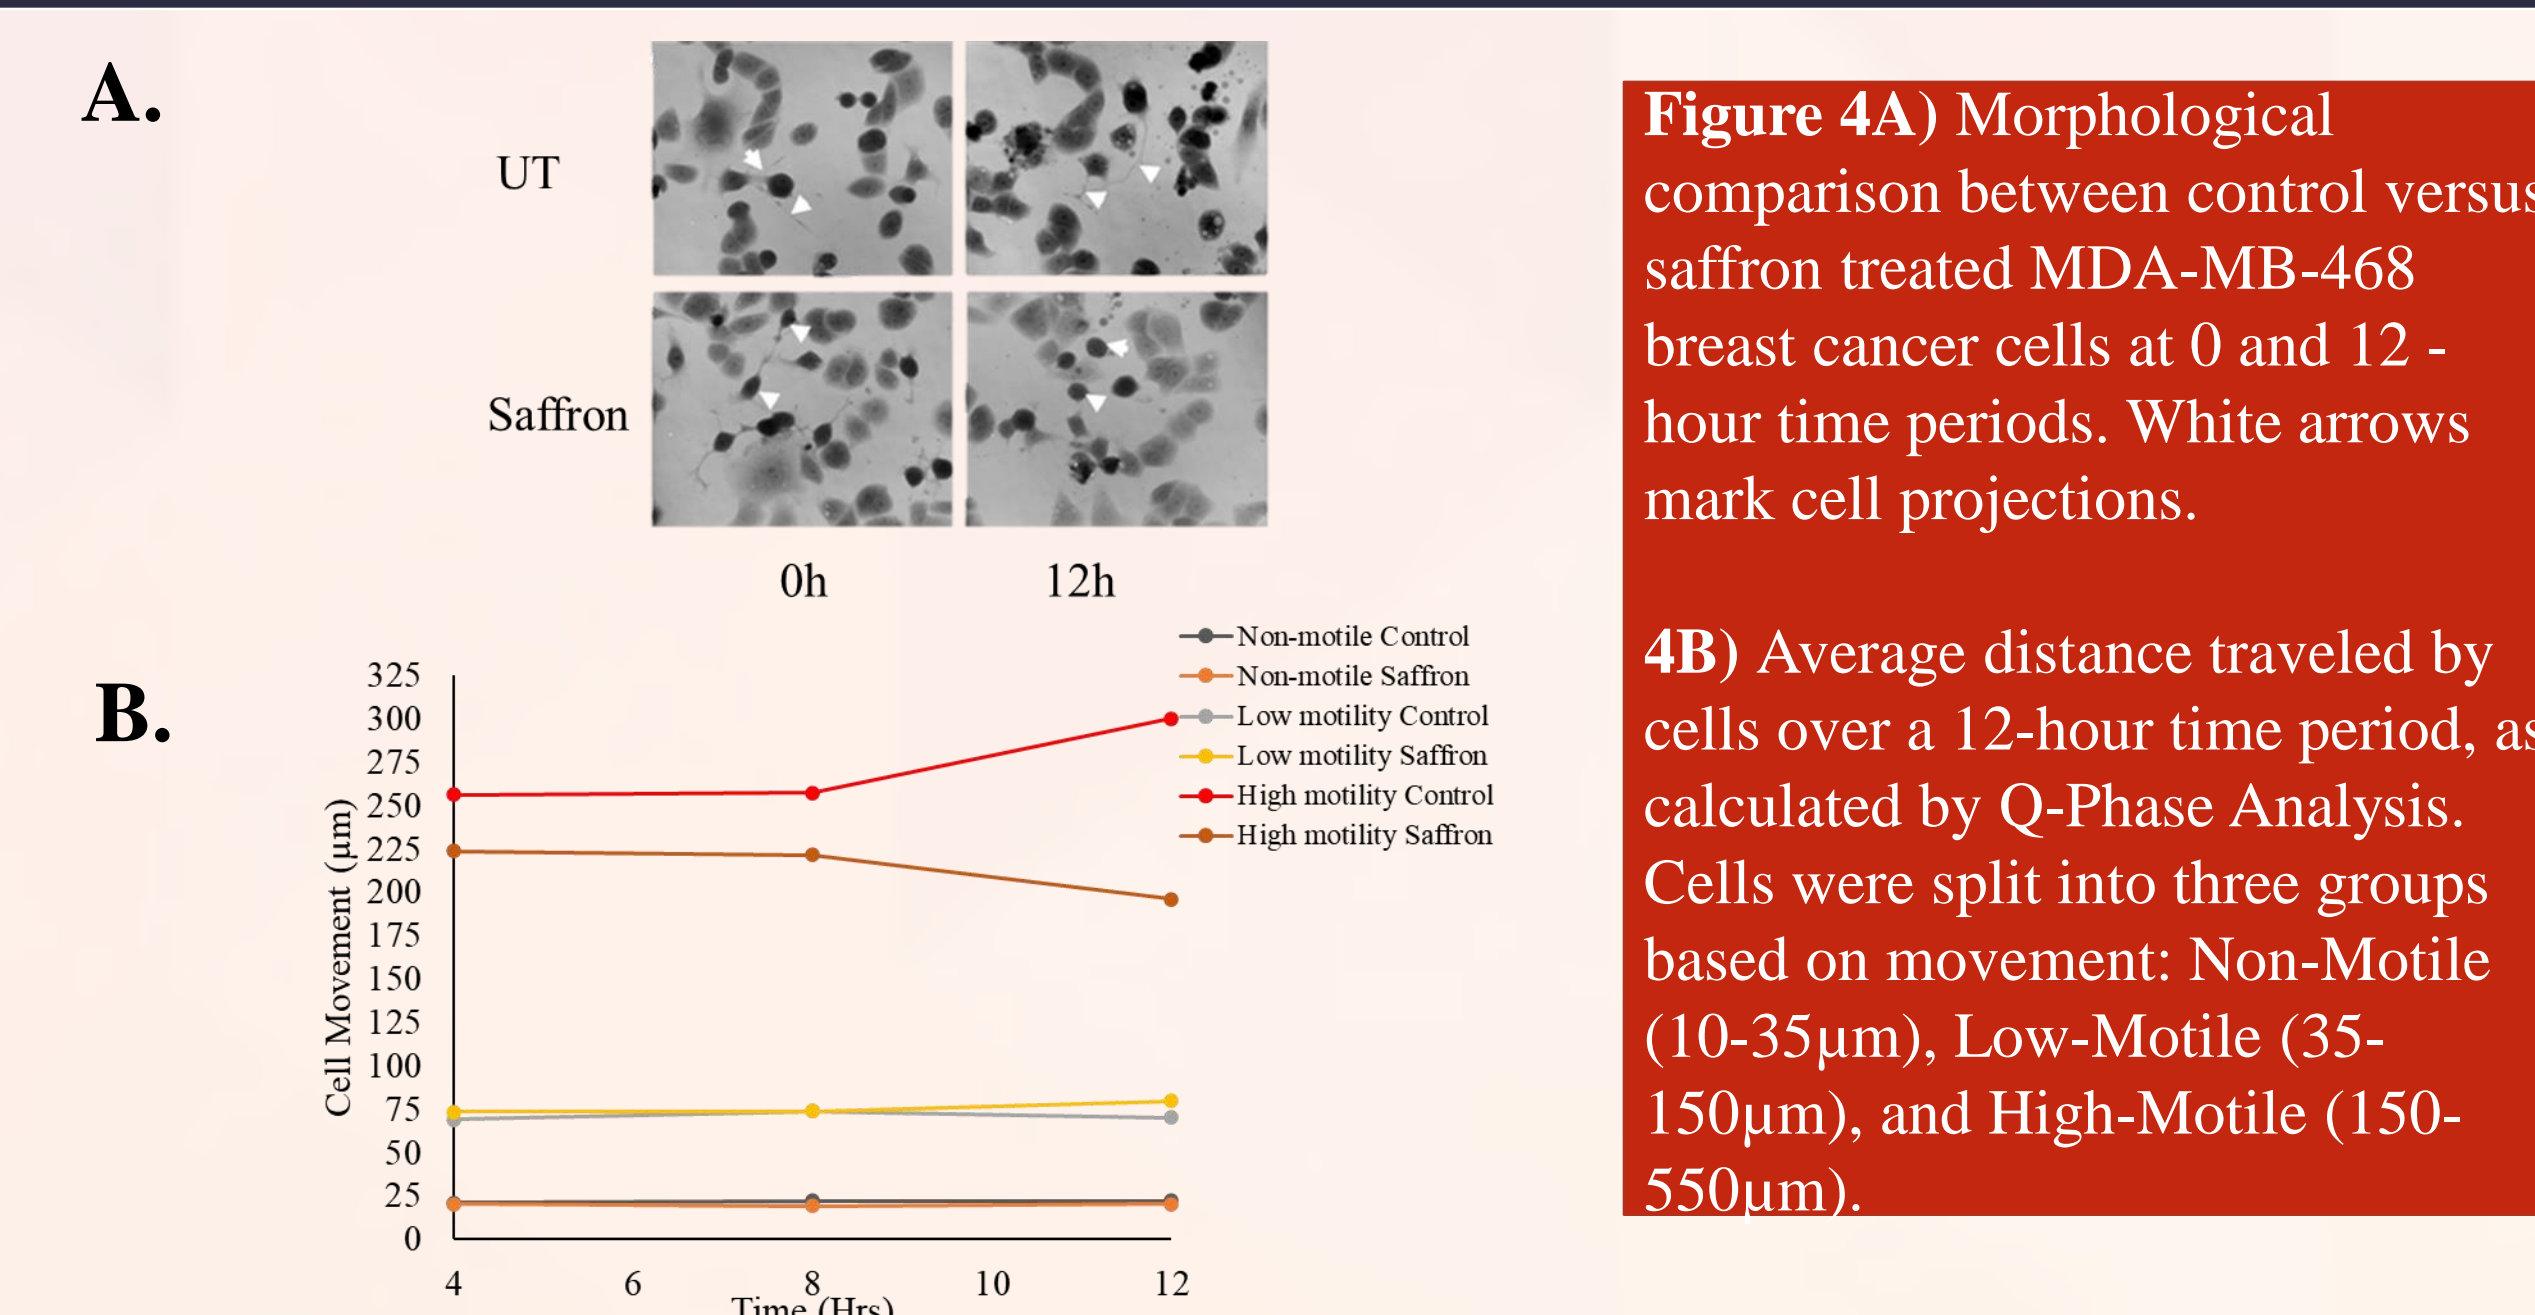 A.
UT
Saffron
0h 12h
Figure 4A) Morphological
comparison between control versus
saffron treated MDA-MB-468
breast cancer cells at 0 and 12 -
hour time periods. White arrows
mark cell projections.
4B) Average distance traveled by
cells over a 12-hour time period, as
calculated by Q-Phase Analysis.
Cells were split into three groups
based on movement: Non-Motile
(10-35µm), Low-Motile (35-
150µm), and High-Motile (150-
550µm).
B.
Non-motile Control
Non-motile Saffron
Low motility Control
Low motility Saffron
High motility Control
High motility Saffron
Cell Movement (µm)
325
300
275
250
225
200
175
150
125
100
75
50
25
0
4 6 8 10 12
Time (Hrs)